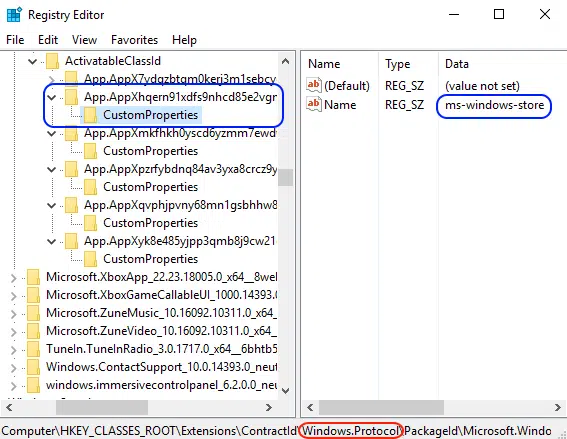 Registry Editor
File Edit View Favorites Help
ActivatableClassId
App.AppX7ydqzbtqm0kerj3m1sebcy
App.AppXhqern91xdfs9nhcd85e2vgm
CustomProperties
App.AppXmkfhkh0yscd6yzmm7ewd
CustomProperties
App.AppXpzrfybdnq84av3yxa8crcz9y
CustomProperties
App.AppXqvphjpvny68mn1gsbhhw8
CustomProperties
App.AppXyk8e485yjpp3qmb8j9cw21
CustomProperties
Microsoft.XboxApp_22.23.18005.0_x64__8wel
Microsoft.XboxGameCallableUI_1000.14393.0
Microsoft.ZuneMusic_10.16092.10311.0_x64_
Microsoft.ZuneVideo_10.16092.10311.0_x64_
TuneIn.TuneInRadio_3.0.1717.0_x64__6bhtb5
Windows.ContactSupport_10.0.14393.0_neut
windows.immersivecontrolpanel_6.2.0.0_neut
Name Type Data
(Default) REG_SZ (value not set)
Name REG_SZ ms-windows-store
Computer\HKEY_CLASSES_ROOT\Extensions\ContractId\Windows.Protocol\PackageId\Microsoft.Windo